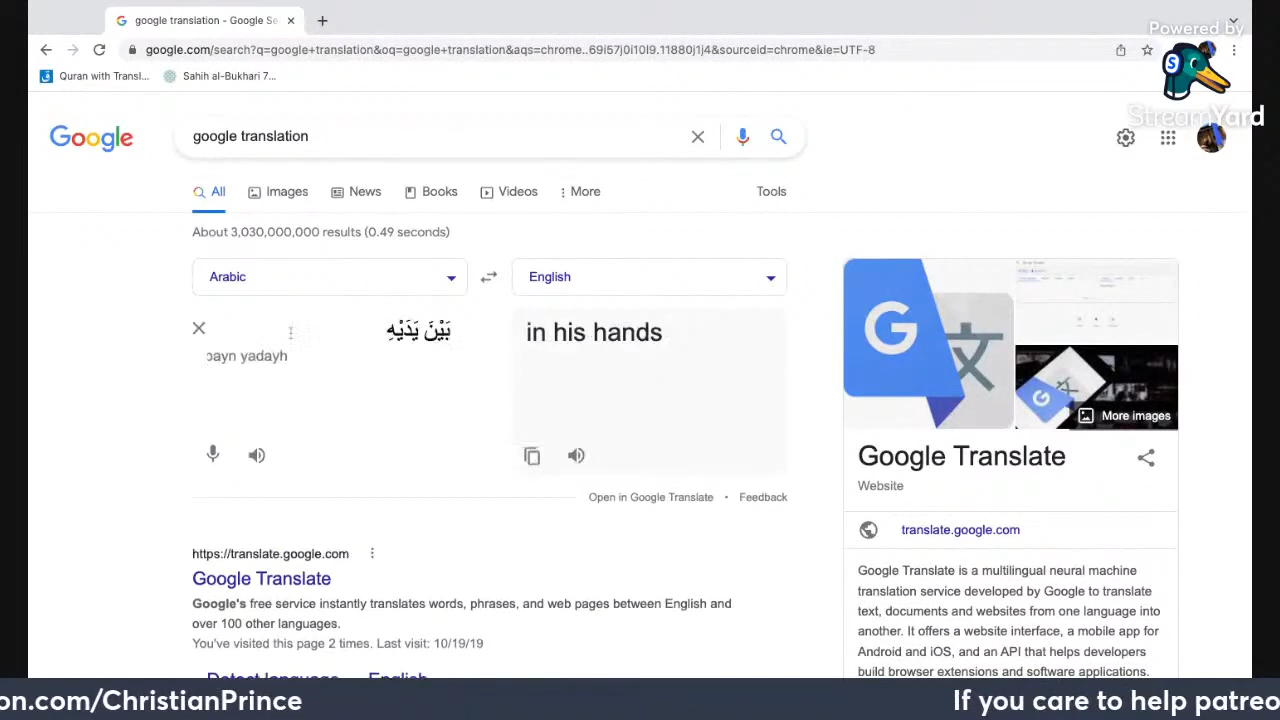 google translation - Google Se
Powered by
google.com/search?q=google+translation&oq=google+translation&aqs=chrome..69i57j0i10l9.11880j1j4&sourceid=chrome&ie=UTF-8
Quran with Transl... Sahih al-Bukhari 7...
StreamYard
Google google translation
All Images News Books Videos More Tools
About 3,030,000,000 results (0.49 seconds)
Arabic English
بَيْنَ يَدَيْهِ in his hands
bayn yadayh
More images
Google Translate
Website
Open in Google Translate • Feedback
translate.google.com
https://translate.google.com
Google Translate
Google's free service instantly translates words, phrases, and web pages between English and
over 100 other languages.
You've visited this page 2 times. Last visit: 10/19/19
Detect language English
Google Translate is a multilingual neural machine
translation service developed by Google to translate
text, documents and websites from one language into
another. It offers a website interface, a mobile app for
Android and iOS, and an API that helps developers
build browser extensions and software applications.
on.com/ChristianPrince If you care to help patreo